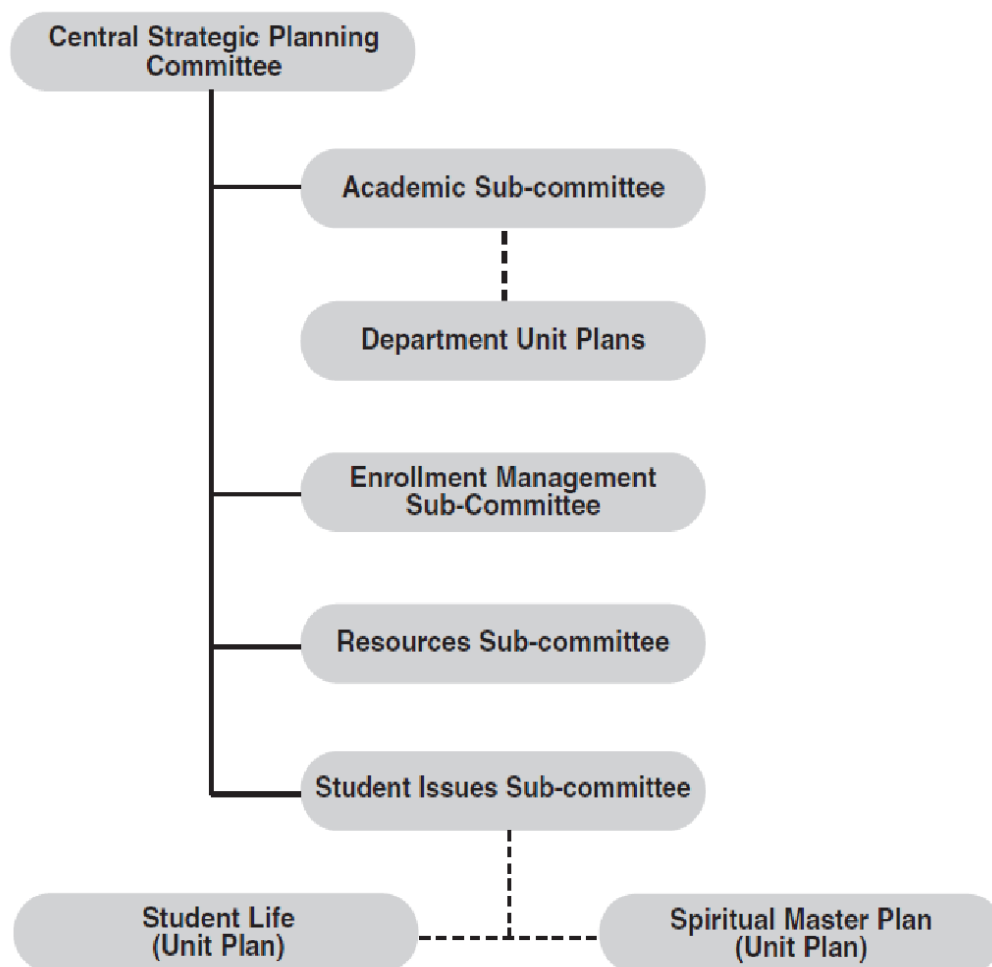 Central Strategic Planning
Committee
Academic Sub-committee
Department Unit Plans
Enrollment Management
Sub-Committee
Resources Sub-committee
Student Issues Sub-committee
Student Life
(Unit Plan)
Spiritual Master Plan
(Unit Plan)